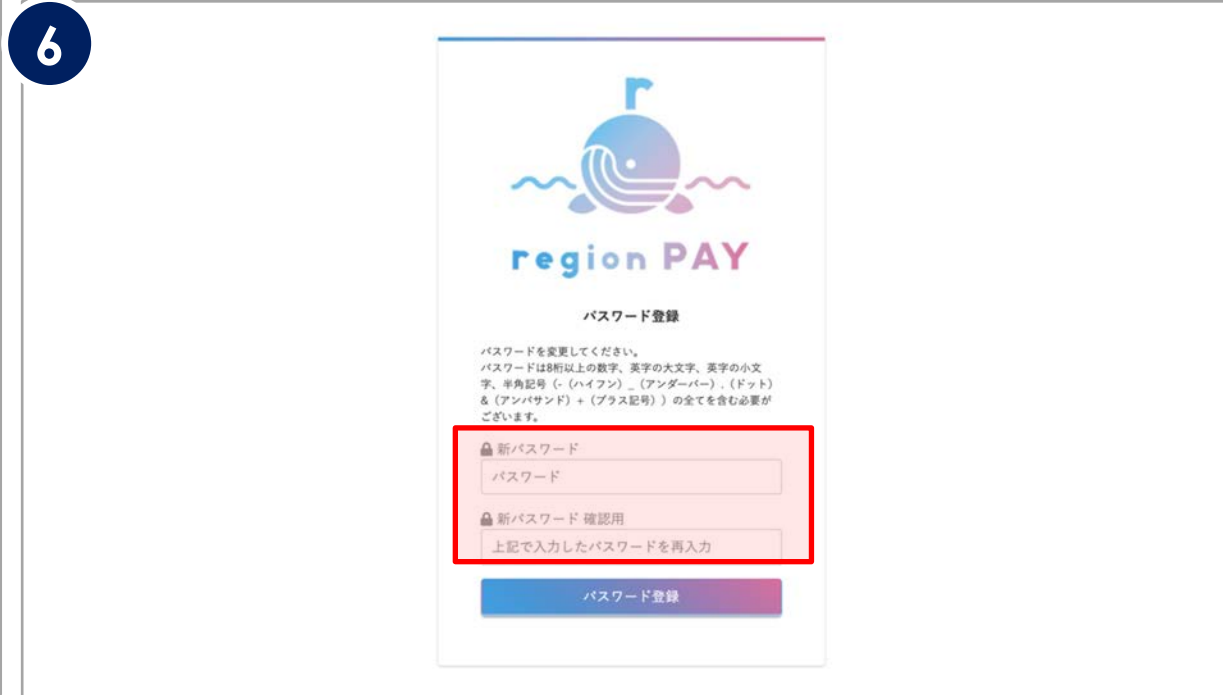 6
r
region PAY
パスワード登録
パスワードを変更してください。
パスワードは8桁以上の数字、英字の大文字、英字の小文
字、半角記号（-（ハイフン）_（アンダーバー）.（ドット）
&（アンパサンド）+（プラス記号））の全てを含む必要が
ございます。
新パスワード
パスワード
新パスワード 確認用
上記で入力したパスワードを再入力
パスワード登録